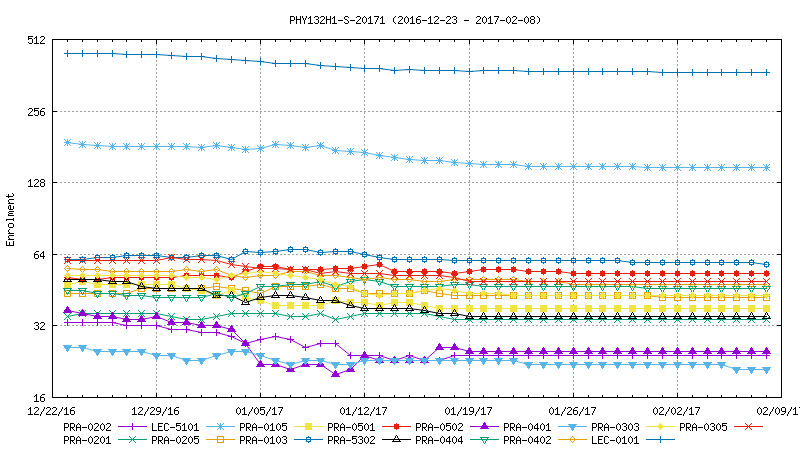 PHY132H1-S-20171 (2016-12-23 - 2017-02-08)
512
256
128
64
32
16
Enrolment
12/22/16 12/29/16 01/05/17 01/12/17 01/19/17 01/26/17 02/02/17 02/09/17
PRA-0202 LEC-5101 PRA-0105 PRA-0501 PRA-0502 PRA-0401 PRA-0303 PRA-0305
PRA-0201 PRA-0205 PRA-0103 PRA-5302 PRA-0404 PRA-0402 LEC-0101